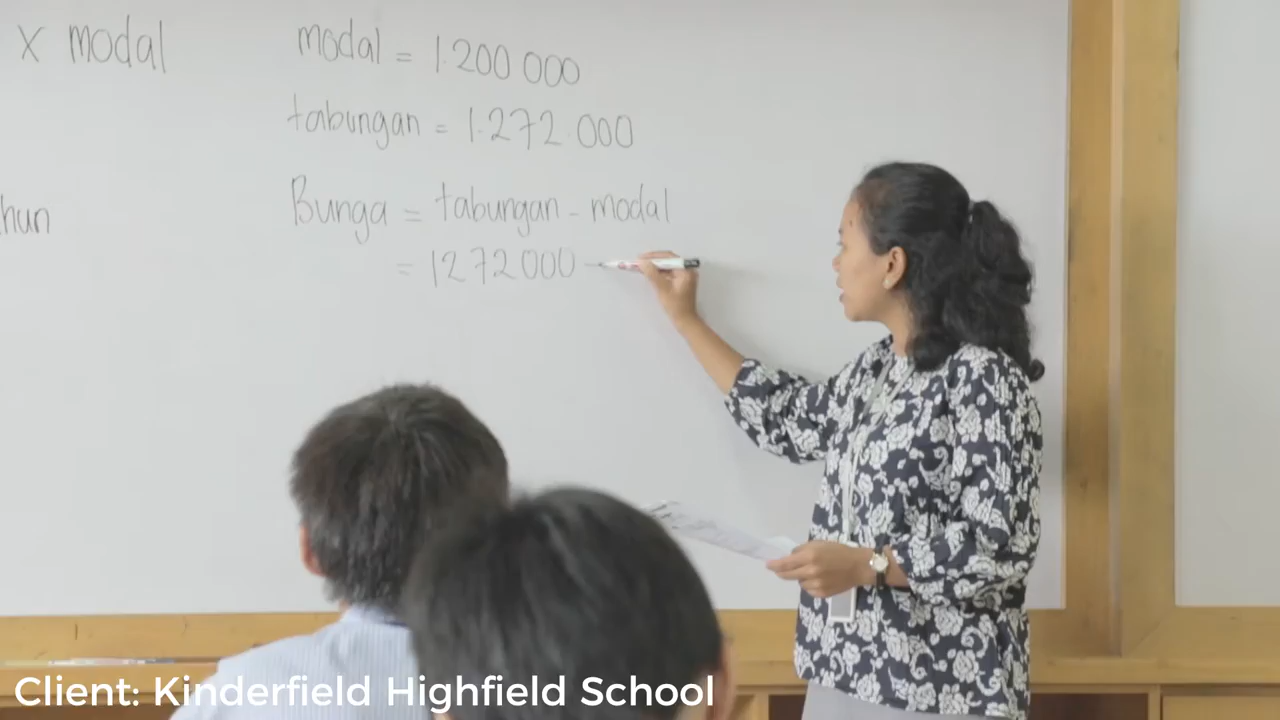 x modal
modal = 1.200 000
tabungan = 1.272.000
hun
Bunga = tabungan - modal
= 1272000 -
Client: Kinderfield Highfield School